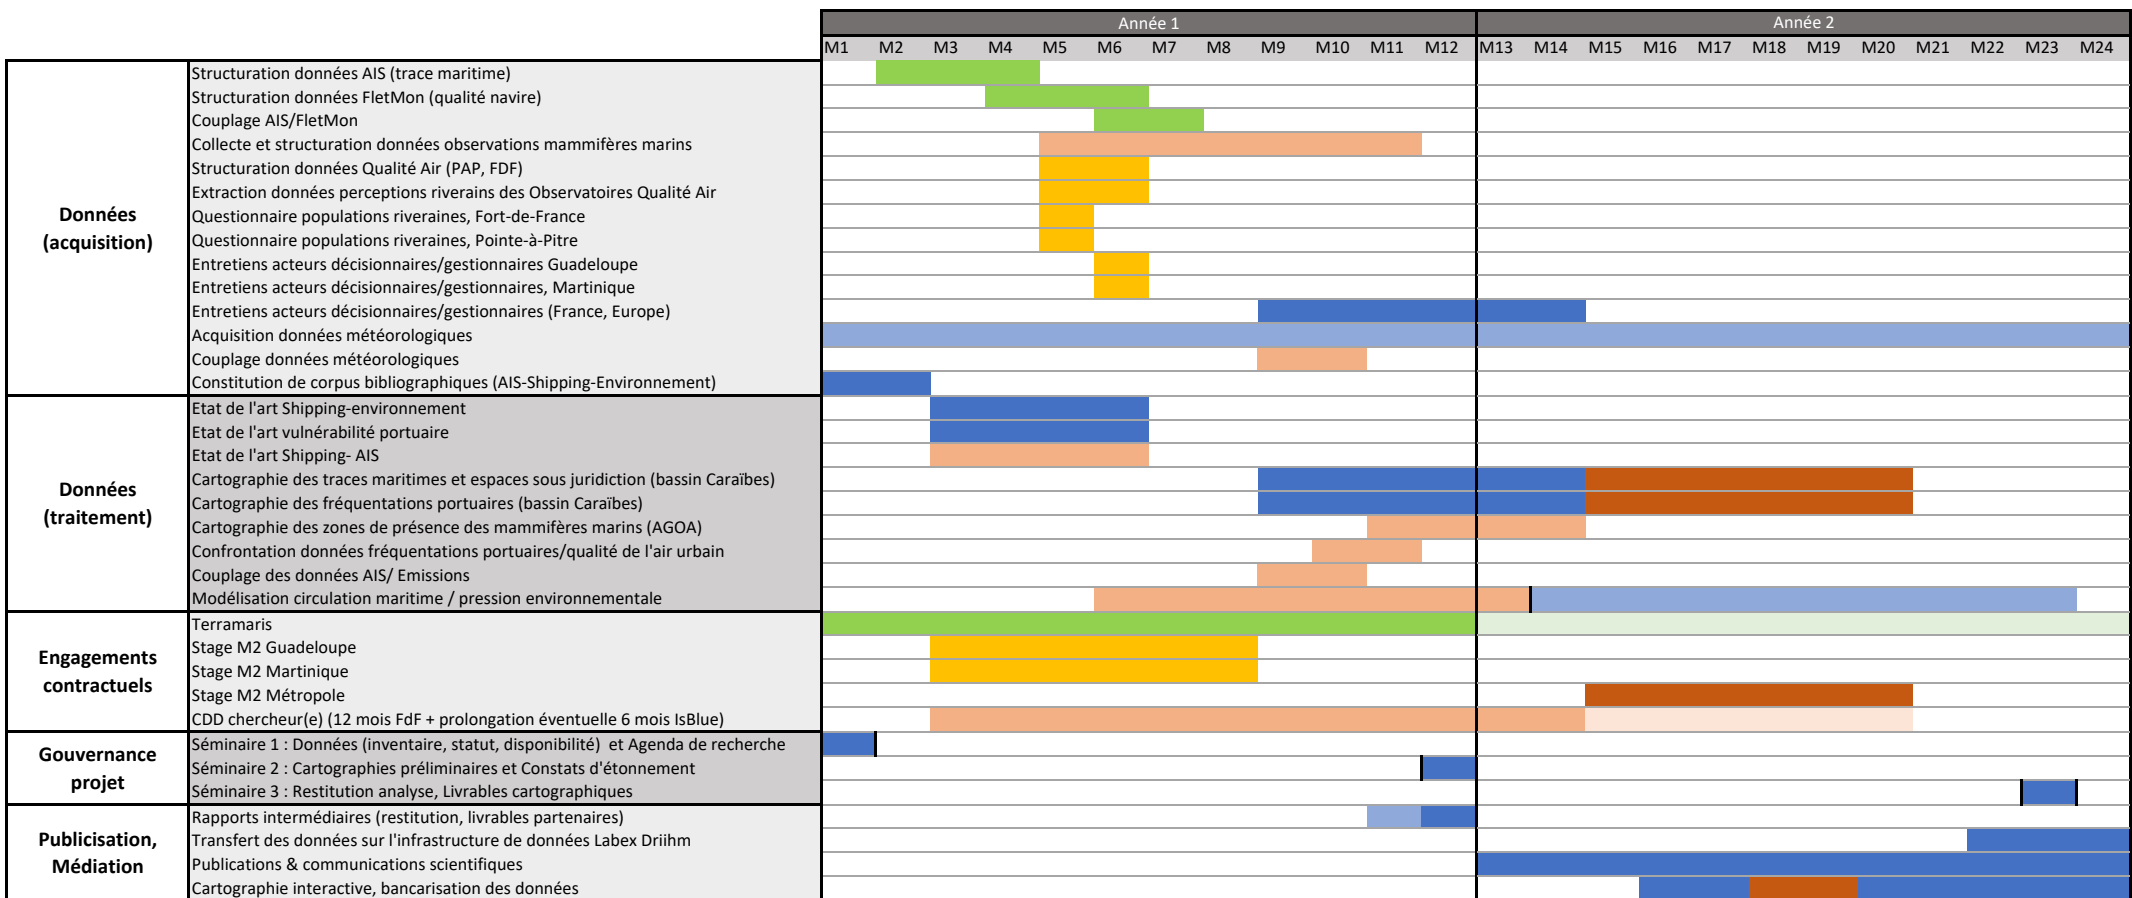 Année 1 Année 2
M1 M2 M3 M4 M5 M6 M7 M8 M9 M10 M11 M12 M13 M14 M15 M16 M17 M18 M19 M20 M21 M22 M23 M24
Données
(acquisition)
Structuration données AIS (trace maritime)
Structuration données FletMon (qualité navire)
Couplage AIS/FletMon
Collecte et structuration données observations mammifères marins
Structuration données Qualité Air (PAP, FDF)
Extraction données perceptions riverains des Observatoires Qualité Air
Questionnaire populations riveraines, Fort-de-France
Questionnaire populations riveraines, Pointe-à-Pitre
Entretiens acteurs décisionnaires/gestionnaires Guadeloupe
Entretiens acteurs décisionnaires/gestionnaires, Martinique
Entretiens acteurs décisionnaires/gestionnaires (France, Europe)
Acquisition données météorologiques
Couplage données météorologiques
Constitution de corpus bibliographiques (AIS-Shipping-Environnement)
Données
(traitement)
Etat de l'art Shipping-environnement
Etat de l'art vulnérabilité portuaire
Etat de l'art Shipping- AIS
Cartographie des traces maritimes et espaces sous juridiction (bassin Caraïbes)
Cartographie des fréquentations portuaires (bassin Caraïbes)
Cartographie des zones de présence des mammifères marins (AGOA)
Confrontation données fréquentations portuaires/qualité de l'air urbain
Couplage des données AIS/ Emissions
Modélisation circulation maritime / pression environnementale
Engagements
contractuels
Terramaris
Stage M2 Guadeloupe
Stage M2 Martinique
Stage M2 Métropole
CDD chercheur(e) (12 mois FdF + prolongation éventuelle 6 mois IsBlue)
Gouvernance
projet
Séminaire 1 : Données (inventaire, statut, disponibilité) et Agenda de recherche
Séminaire 2 : Cartographies préliminaires et Constats d'étonnement
Séminaire 3 : Restitution analyse, Livrables cartographiques
Publicisation,
Médiation
Rapports intermédiaires (restitution, livrables partenaires)
Transfert des données sur l'infrastructure de données Labex Driihm
Publications & communications scientifiques
Cartographie interactive, bancarisation des données